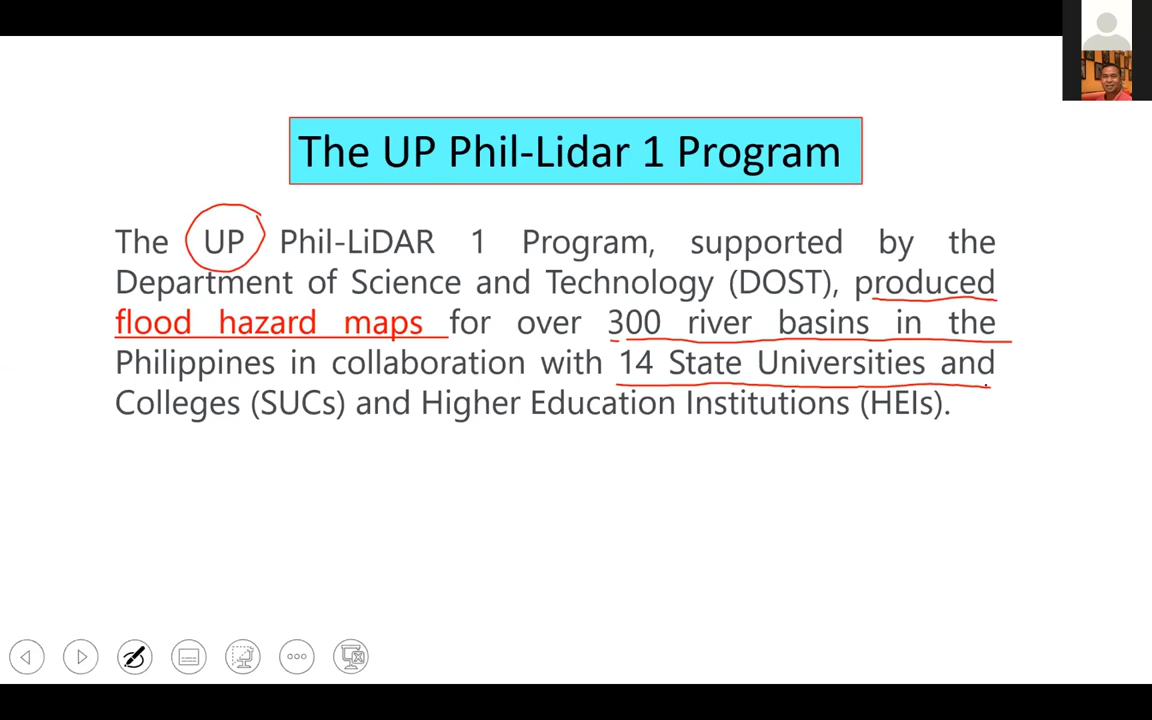 The UP Phil-Lidar 1 Program
The UP Phil-LiDAR 1 Program, supported by the
Department of Science and Technology (DOST), produced
flood hazard maps for over 300 river basins in the
Philippines in collaboration with 14 State Universities and
Colleges (SUCs) and Higher Education Institutions (HEIs).